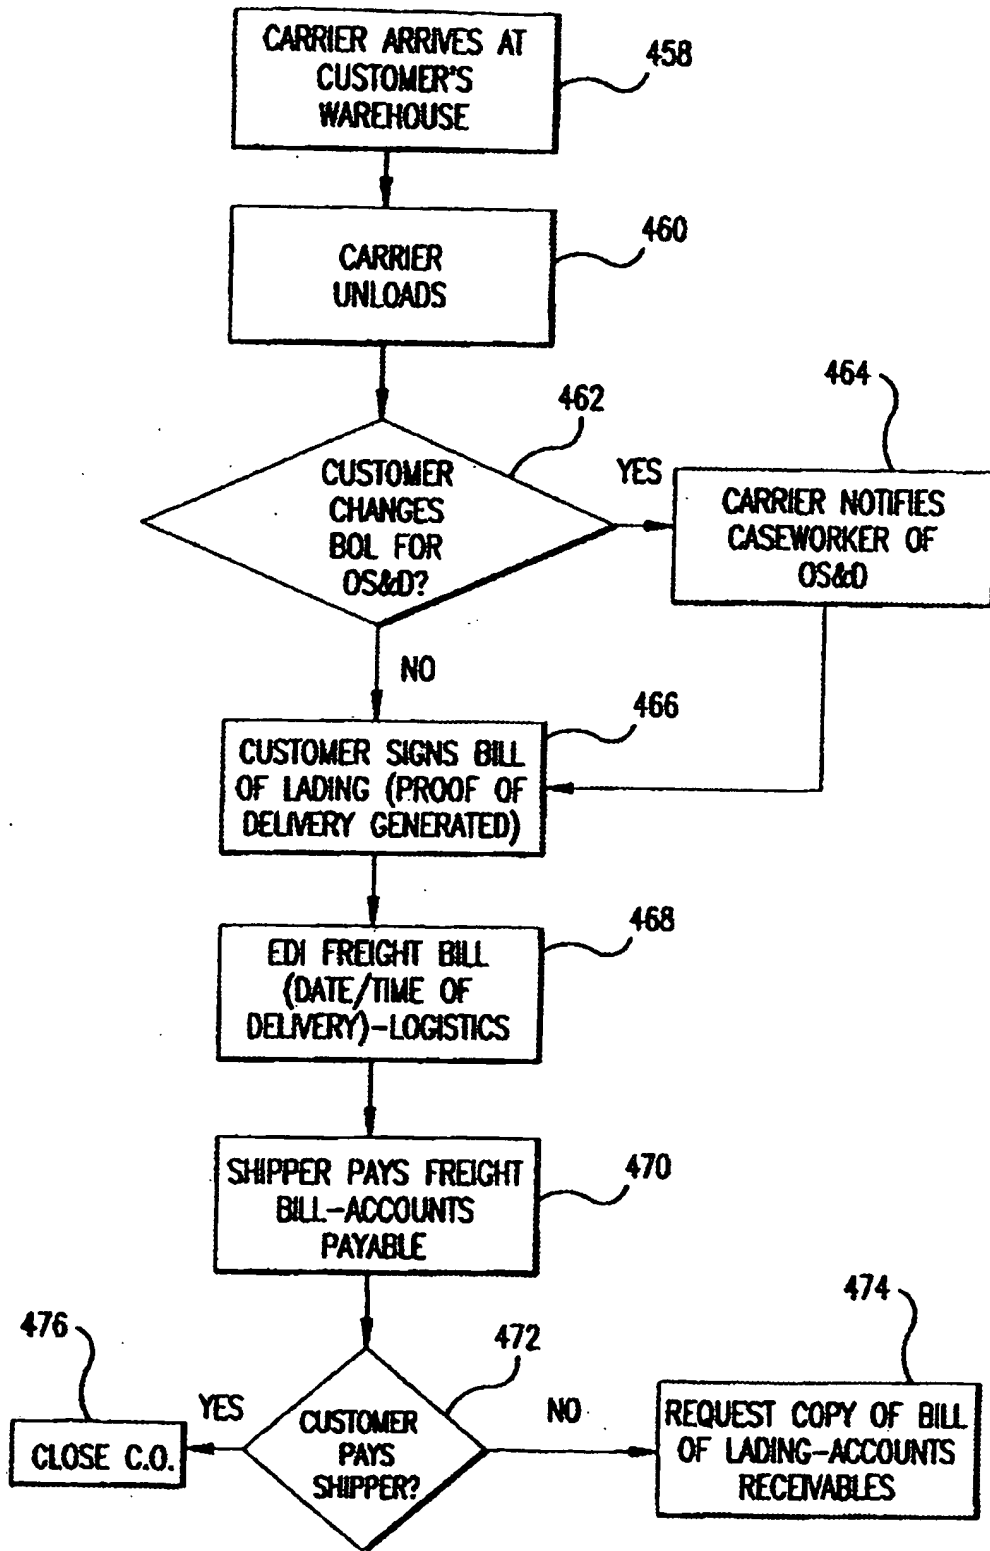 CARRIER ARRIVES AT
CUSTOMER'S
WAREHOUSE
458
CARRIER
UNLOADS
460
462
CUSTOMER
CHANGES
BOL FOR
OS&D?
YES
464
CARRIER NOTIFIES
CASEWORKER OF
OS&D
NO
466
CUSTOMER SIGNS BILL
OF LADING (PROOF OF
DELIVERY GENERATED)
468
EDI FREIGHT BILL
(DATE/TIME OF
DELIVERY)-LOGISTICS
470
SHIPPER PAYS FREIGHT
BILL-ACCOUNTS
PAYABLE
472
CUSTOMER
PAYS
SHIPPER?
YES
476
CLOSE C.O.
NO
474
REQUEST COPY OF BILL
OF LADING-ACCOUNTS
RECEIVABLES